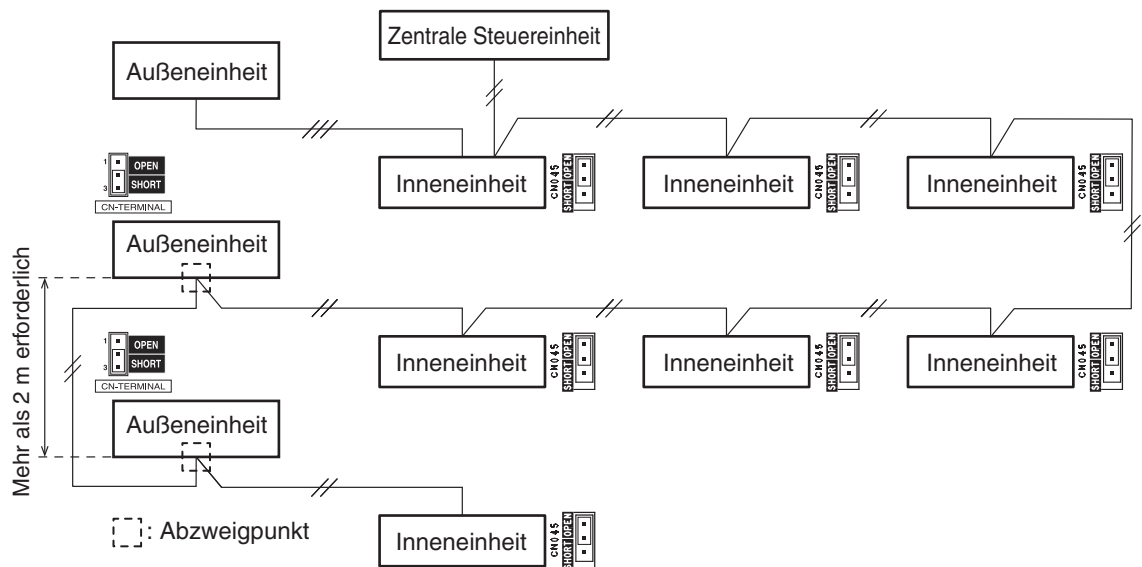 Zentrale Steuereinheit
Außeneinheit
1 OPEN
3 SHORT
CN-TERMINAL
Inneneinheit
CN045
SHORT OPEN
Inneneinheit
CN045
SHORT OPEN
Inneneinheit
CN045
SHORT OPEN
Außeneinheit
Mehr als 2 m erforderlich
1 OPEN
3 SHORT
CN-TERMINAL
Inneneinheit
CN045
SHORT OPEN
Inneneinheit
CN045
SHORT OPEN
Inneneinheit
CN045
SHORT OPEN
Außeneinheit
: Abzweigpunkt
Inneneinheit
CN045
SHORT OPEN